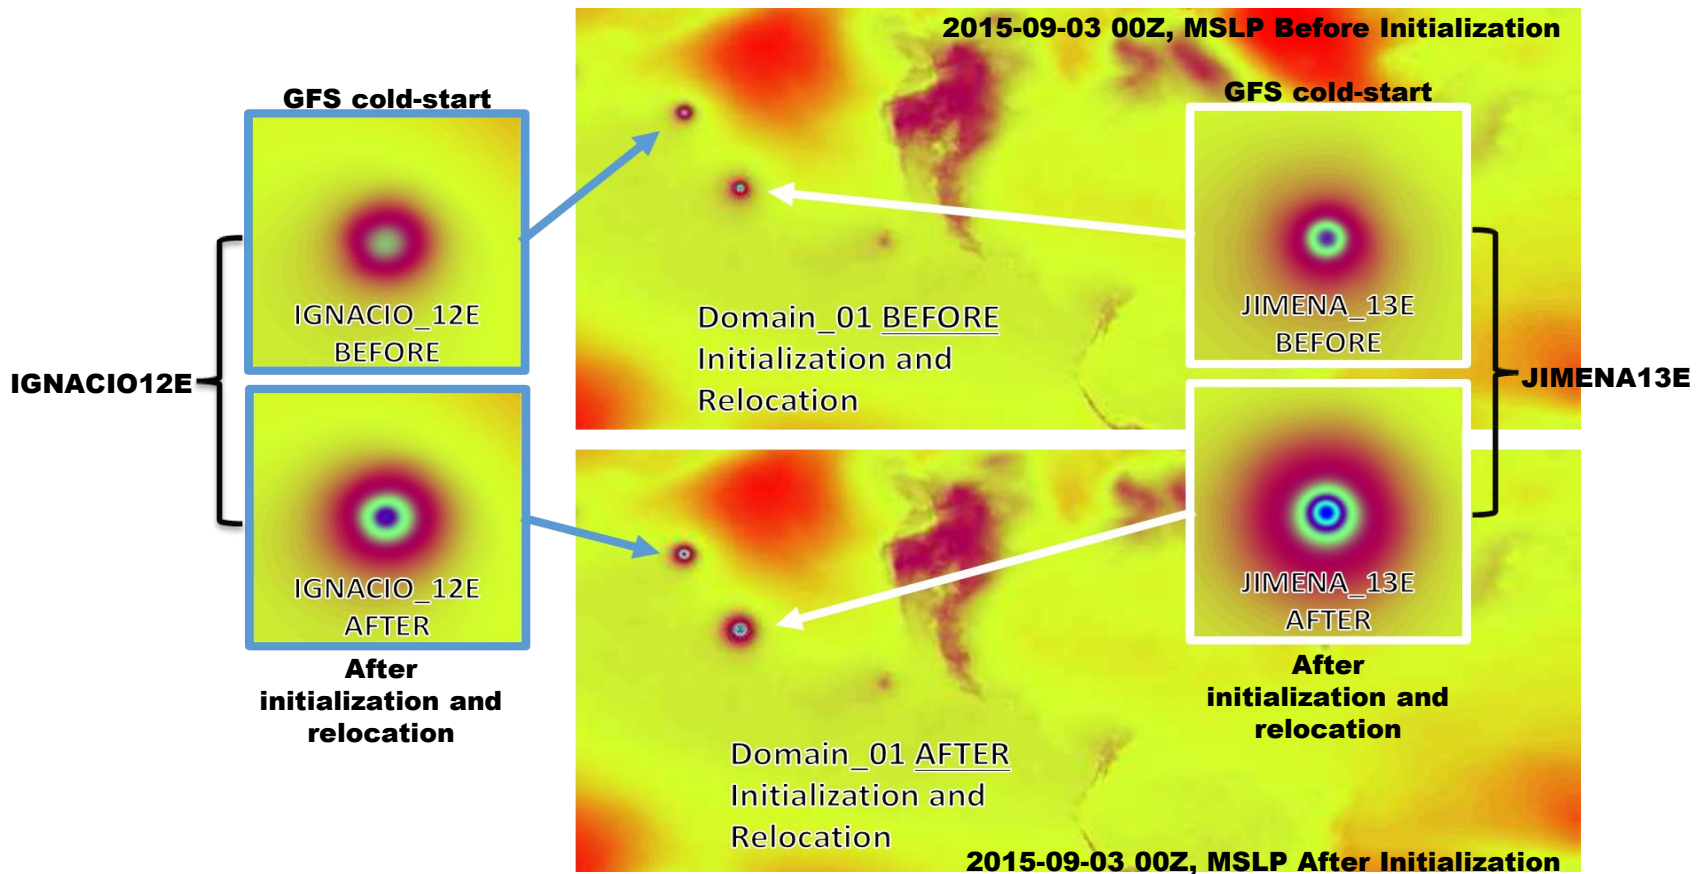 2015-09-03 00Z, MSLP Before Initialization
GFS cold-start
GFS cold-start
IGNACIO_12E
BEFORE
Domain_01 BEFORE
Initialization and
Relocation
JIMENA_13E
BEFORE
IGNACIO12E
JIMENA13E
IGNACIO_12E
AFTER
JIMENA_13E
AFTER
After
initialization and
relocation
After
initialization and
relocation
Domain_01 AFTER
Initialization and
Relocation
2015-09-03 00Z, MSLP After Initialization